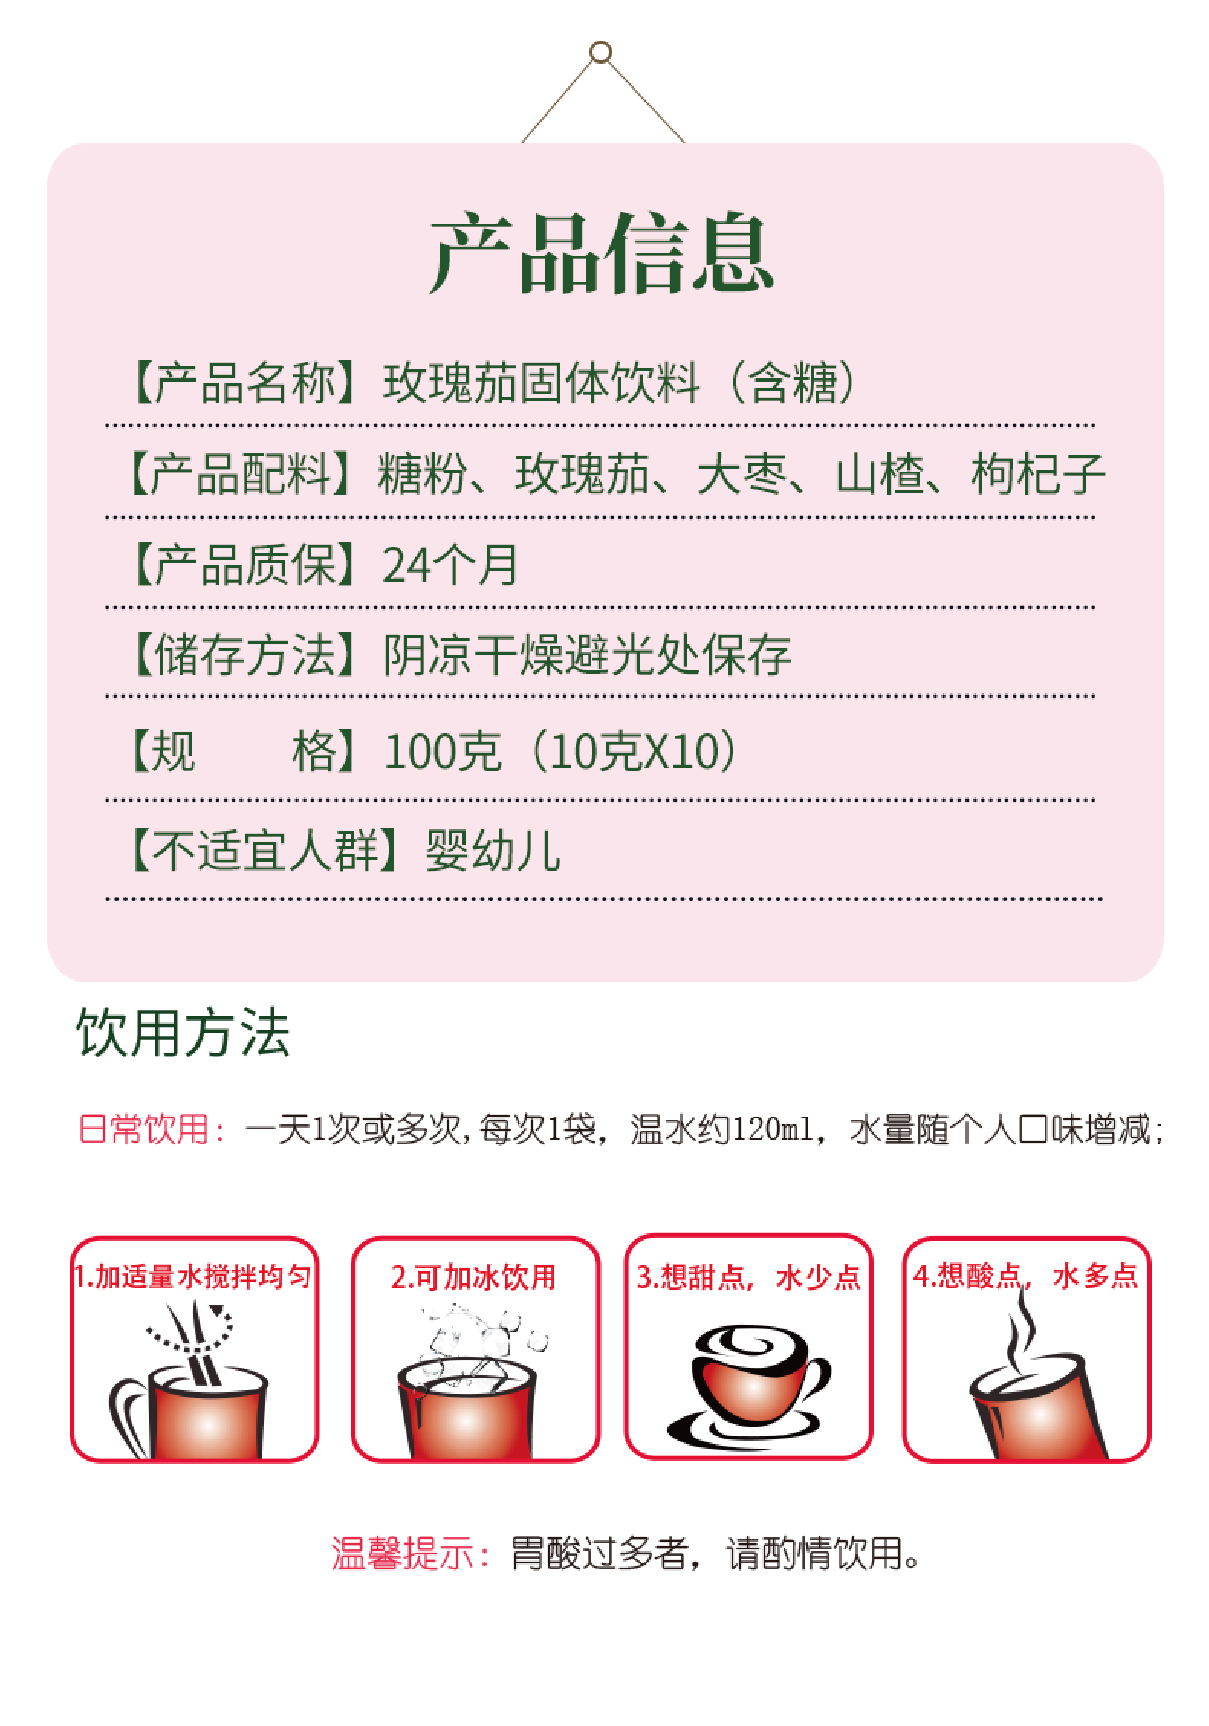 产品信息
【产品名称】玫瑰茄固体饮料（含糖）
【产品配料】糖粉、玫瑰茄、大枣、山楂、枸杞子
【产品质保】24个月
【储存方法】阴凉干燥避光处保存
【规　　格】100克（10克X10）
【不适宜人群】婴幼儿
饮用方法
日常饮用：一天1次或多次,每次1袋，温水约120ml，水量随个人口味增减;
1.加适量水搅拌均匀
2.可加冰饮用
3.想甜点，水少点
4.想酸点，水多点
温馨提示：胃酸过多者，请酌情饮用。